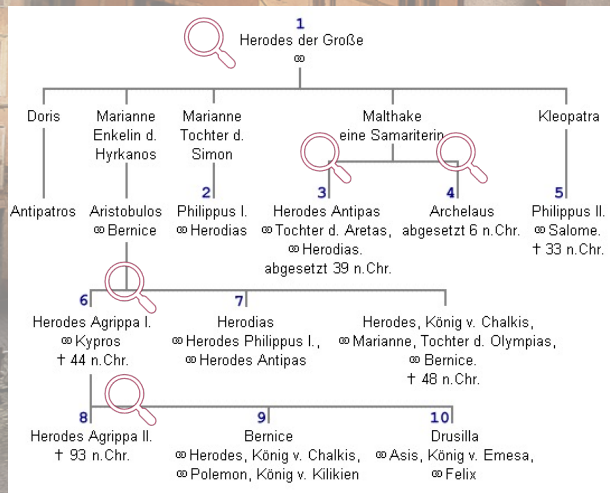 1
Herodes der Große
⚭
Doris
Marianne
Enkelin d.
Hyrkanos
Marianne
Tochter d.
Simon
Malthake
eine Samariterin
Kleopatra
Antipatros
Aristobulos
⚭ Bernice
2
Philippus I.
⚭ Herodias
3
Herodes Antipas
⚭ Tochter d. Aretas,
⚭ Herodias.
abgesetzt 39 n.Chr.
4
Archelaus
abgesetzt 6 n.Chr.
5
Philippus II.
⚭ Salome.
† 33 n.Chr.
6
Herodes Agrippa I.
⚭ Kypros
† 44 n.Chr.
7
Herodias
⚭ Herodes Philippus I.,
⚭ Herodes Antipas
Herodes, König v. Chalkis,
⚭ Marianne, Tochter d. Olympias,
⚭ Bernice.
† 48 n.Chr.
8
Herodes Agrippa II.
† 93 n.Chr.
9
Bernice
⚭ Herodes, König v. Chalkis,
⚭ Polemon, König v. Kilikien
10
Drusilla
⚭ Asis, König v. Emesa,
⚭ Felix